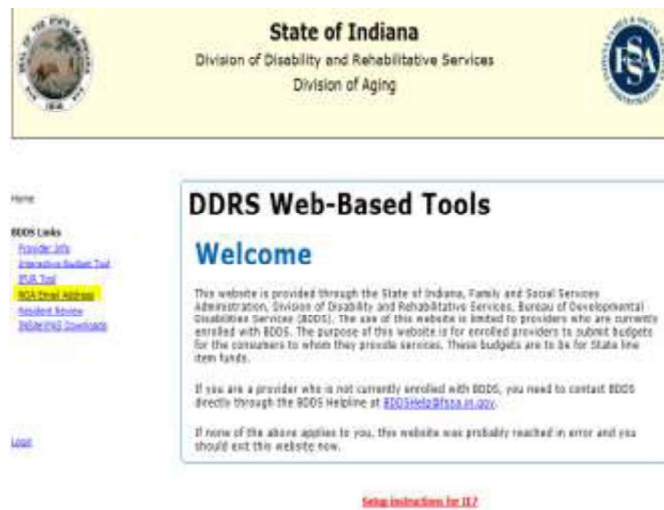 State of Indiana
Division of Disability and Rehabilitative Services
Division of Aging
FSSA
Home
BDDS Links
Provider Info
Interactive Budget Tool
NOA Email Address
Resident Review
Downloads
Login
DDRS Web-Based Tools
Welcome
This website is provided through the State of Indiana, Family and Social Services
Administration, Division of Disability and Rehabilitative Services, Bureau of Developmental
Disabilities Services (BDDS). The use of this website is limited to providers who are currently
enrolled with BDDS. The purpose of this website is for enrolled providers to submit budgets
for the consumers to whom they provide services. These budgets are to be for State line
item funds.
If you are a provider who is not currently enrolled with BDDS, you need to contact BDDS
directly through the BDDS Helpline at BDDSHelp@fssa.in.gov.
If none of the above applies to you, this website was probably reached in error and you
should exit this website now.
Setup instructions for IE7